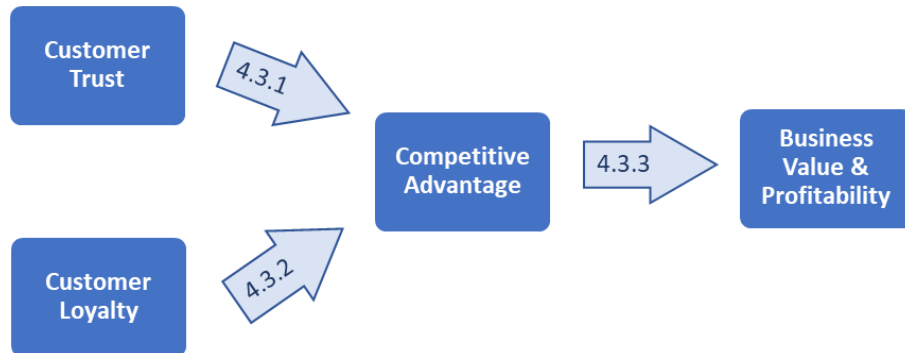 Customer
Trust
4.3.1
Competitive
Advantage
4.3.3
Business
Value &
Profitability
Customer
Loyalty
4.3.2